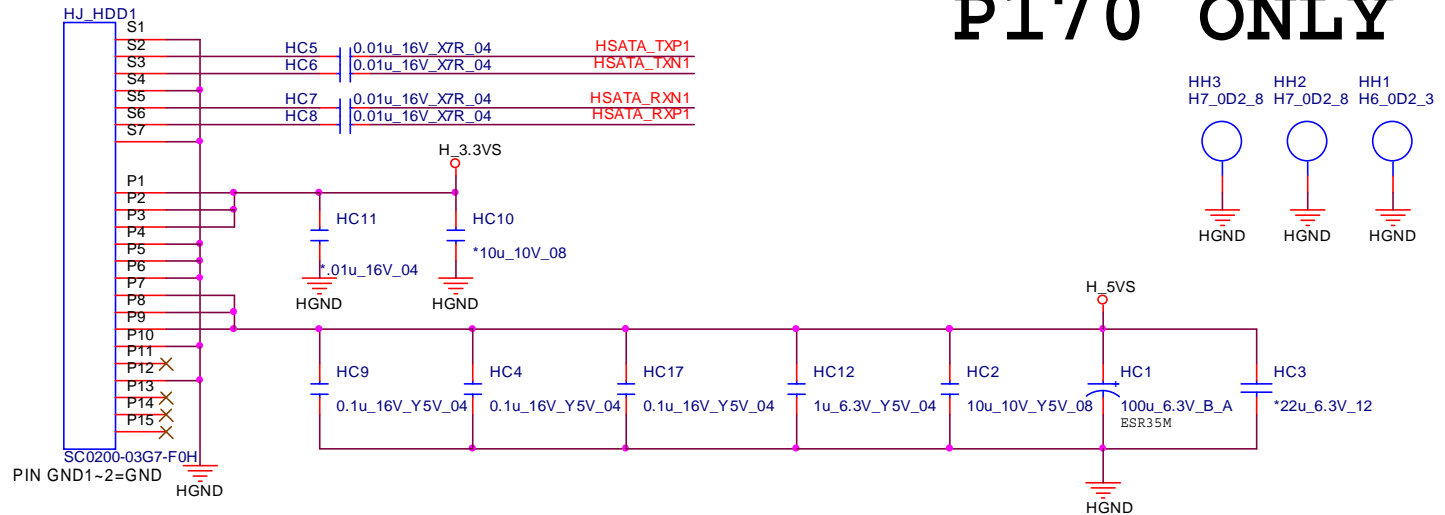 P170 ONLY
HJ_HDD1
S1
S2
S3
S4
S5
S6
S7
HC5 0.01u_16V_X7R_04 HSATA_TXP1
HC6 0.01u_16V_X7R_04 HSATA_TXN1
HC7 0.01u_16V_X7R_04 HSATA_RXN1
HC8 0.01u_16V_X7R_04 HSATA_RXP1
HH3 HH2 HH1
H7_0D2_8 H7_0D2_8 H6_0D2_3
HGND HGND HGND
H_3.3VS
P1
P2
P3
P4
P5
P6
P7
P8
P9
P10
P11
P12
P13
P14
P15
HC11 HC10
*.01u_16V_04 *10u_10V_08
HGND HGND
H_5VS
HC9 HC4 HC17 HC12 HC2 HC1 HC3
+
0.1u_16V_Y5V_04 0.1u_16V_Y5V_04 0.1u_16V_Y5V_04 1u_6.3V_Y5V_04 10u_10V_Y5V_08 100u_6.3V_B_A *22u_6.3V_12
ESR35M
SC0200-03G7-F0H
PIN GND1~2=GND
HGND
HGND